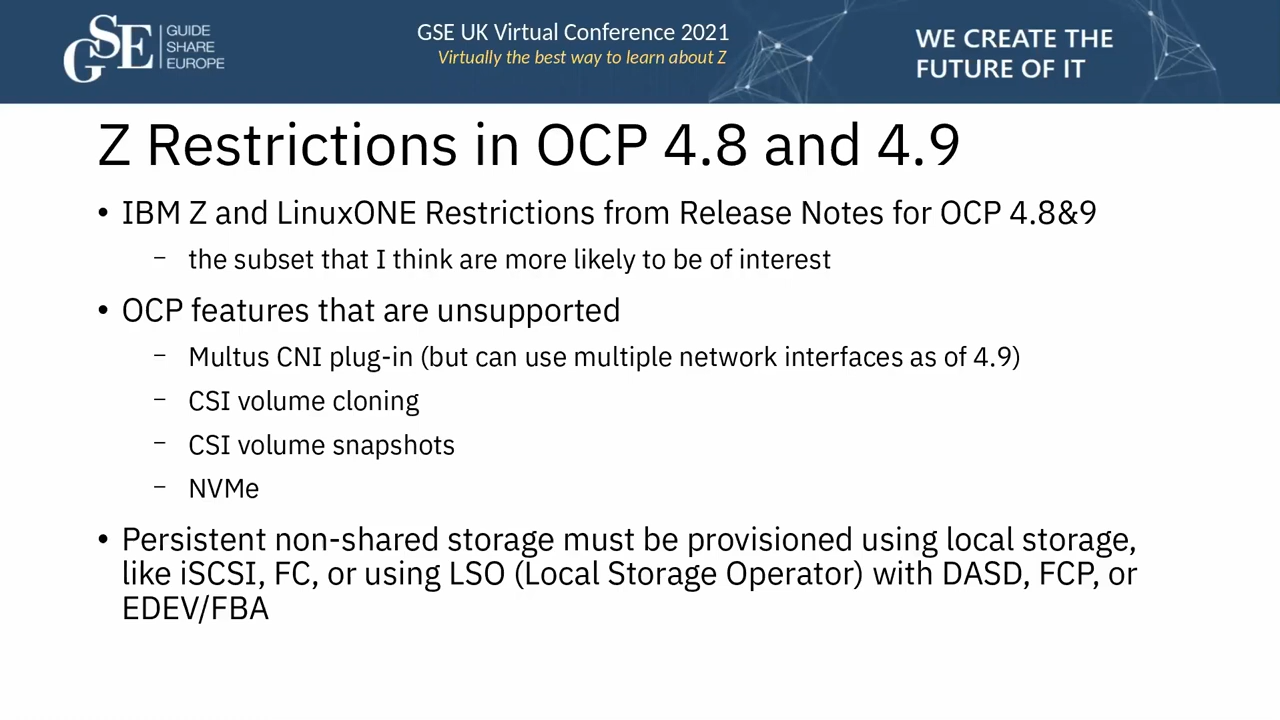 GSE
GUIDE
SHARE
EUROPE
GSE UK Virtual Conference 2021
Virtually the best way to learn about Z
WE CREATE THE
FUTURE OF IT
Z Restrictions in OCP 4.8 and 4.9
• IBM Z and LinuxONE Restrictions from Release Notes for OCP 4.8&9
– the subset that I think are more likely to be of interest
• OCP features that are unsupported
– Multus CNI plug-in (but can use multiple network interfaces as of 4.9)
– CSI volume cloning
– CSI volume snapshots
– NVMe
• Persistent non-shared storage must be provisioned using local storage,
like iSCSI, FC, or using LSO (Local Storage Operator) with DASD, FCP, or
EDEV/FBA